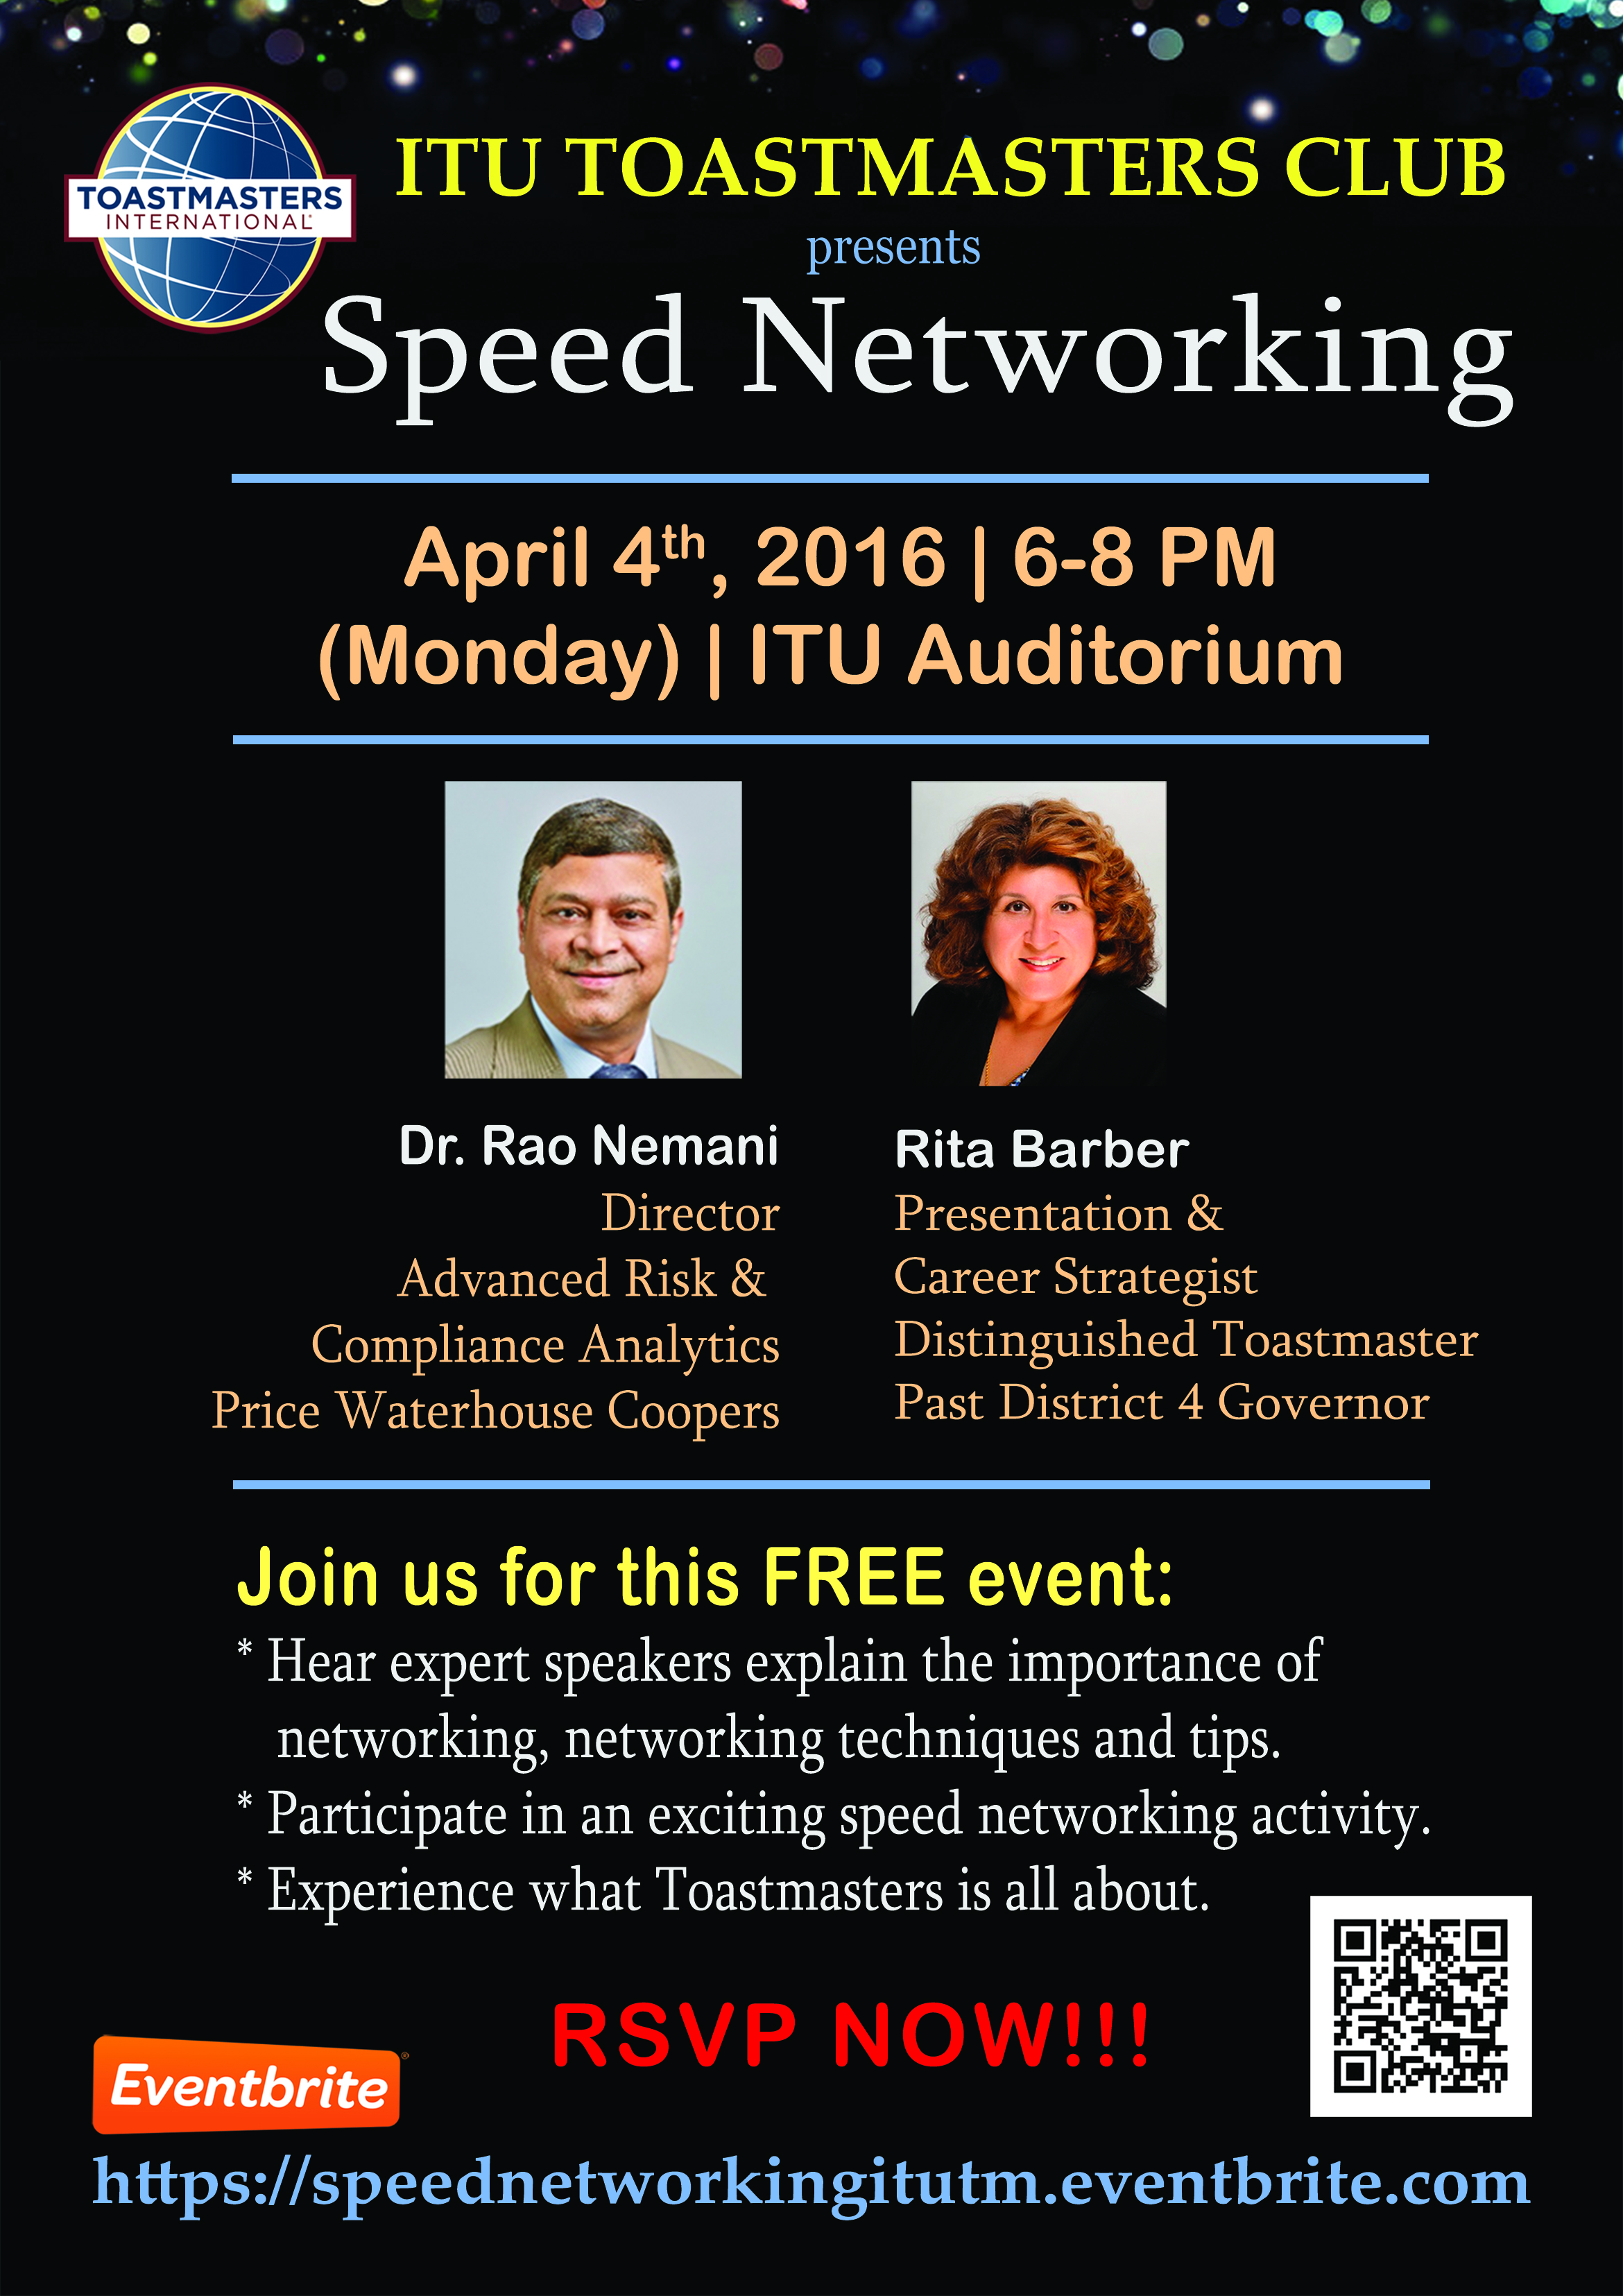 TOASTMASTERS
INTERNATIONAL
ITU TOASTMASTERS CLUB
presents
Speed Networking
April 4th, 2016 | 6-8 PM
(Monday) | ITU Auditorium
Dr. Rao Nemani
Director
Advanced Risk &
Compliance Analytics
Price Waterhouse Coopers
Rita Barber
Presentation &
Career Strategist
Distinguished Toastmaster
Past District 4 Governor
Join us for this FREE event:
* Hear expert speakers explain the importance of
networking, networking techniques and tips.
* Participate in an exciting speed networking activity.
* Experience what Toastmasters is all about.
RSVP NOW!!!
Eventbrite®
https://speednetworkingitutm.eventbrite.com